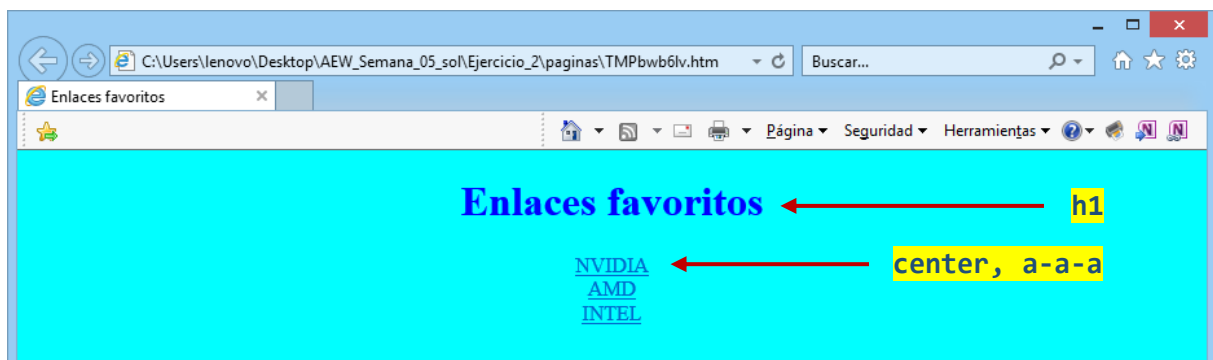 C:\Users\lenovo\Desktop\AEW_Semana_05_sol\Ejercicio_2\paginas\TMPbwb6lv.htm Buscar...
Enlaces favoritos
Página Seguridad Herramientas
Enlaces favoritos h1
NVIDIA center, a-a-a
AMD
INTEL